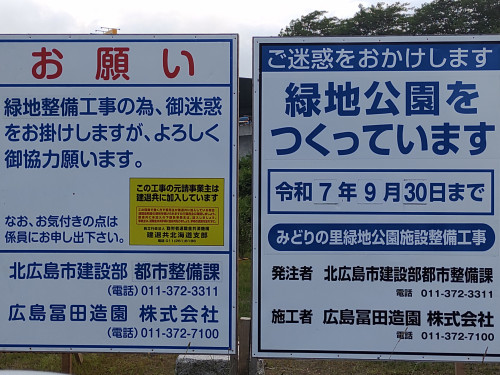 お願い
緑地整備工事の為、御迷惑
をお掛けしますが、よろしく
御協力願います。
この工事の元請事業主は
建退共に加入しています
建退共北海道支部
なお、お気付きの点は
係員にお申し出下さい。
北広島市建設部 都市整備課
(電話) 011-372-3311
広島冨田造園 株式会社
(電話) 011-372-7100
ご迷惑をおかけします
緑地公園を
つくっています
令和7年9月30日まで
みどりの里緑地公園施設整備工事
発注者 北広島市建設部都市整備課
電話 011-372-3311
施工者 広島冨田造園 株式会社
電話 011-372-7100